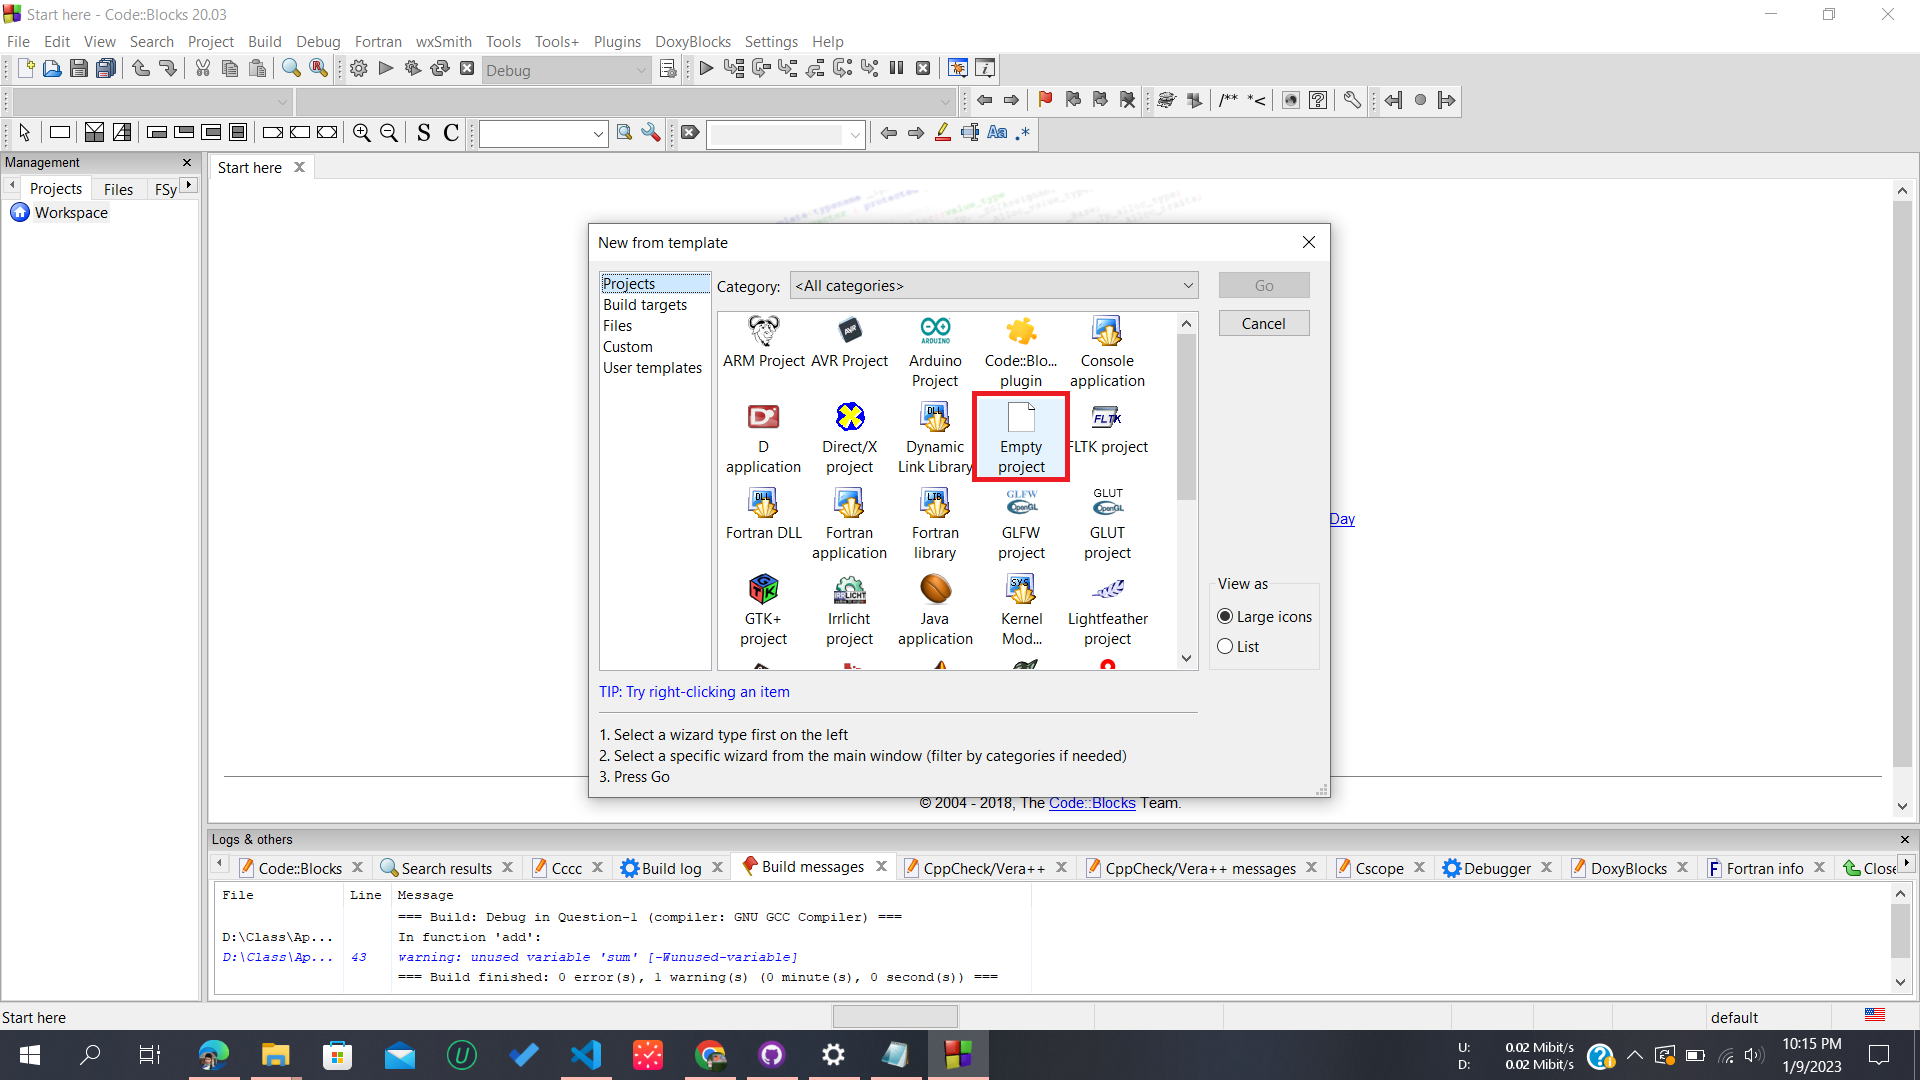 Start here - Code::Blocks 20.03
File Edit View Search Project Build Debug Fortran wxSmith Tools Tools+ Plugins DoxyBlocks Settings Help
Debug
/** *<
S C
Aa .*
Management
Projects Files FSy
Workspace
Start here
New from template
Projects
Build targets
Files
Custom
User templates
Category: <All categories>
Go
Cancel
ARM Project
AVR Project
Arduino Project
Code::Blo... plugin
Console application
D application
Direct/X project
Dynamic Link Library
Empty project
FLTK project
Fortran DLL
Fortran application
Fortran library
GLFW project
GLUT project
GTK+ project
Irrlicht project
Java application
Kernel Mod...
Lightfeather project
View as
Large icons
List
Day
TIP: Try right-clicking an item
1. Select a wizard type first on the left
2. Select a specific wizard from the main window (filter by categories if needed)
3. Press Go
© 2004 - 2018, The Code::Blocks Team.
Logs & others
Code::Blocks Search results Cccc Build log Build messages CppCheck/Vera++ CppCheck/Vera++ messages Cscope Debugger DoxyBlocks Fortran info Close
File Line Message
=== Build: Debug in Question-1 (compiler: GNU GCC Compiler) ===
D:\Class\Ap... In function 'add':
D:\Class\Ap... 43 warning: unused variable 'sum' [-Wunused-variable]
=== Build finished: 0 error(s), 1 warning(s) (0 minute(s), 0 second(s)) ===
Start here
default
U: 0.02 Mibit/s
D: 0.02 Mibit/s
10:15 PM
1/9/2023